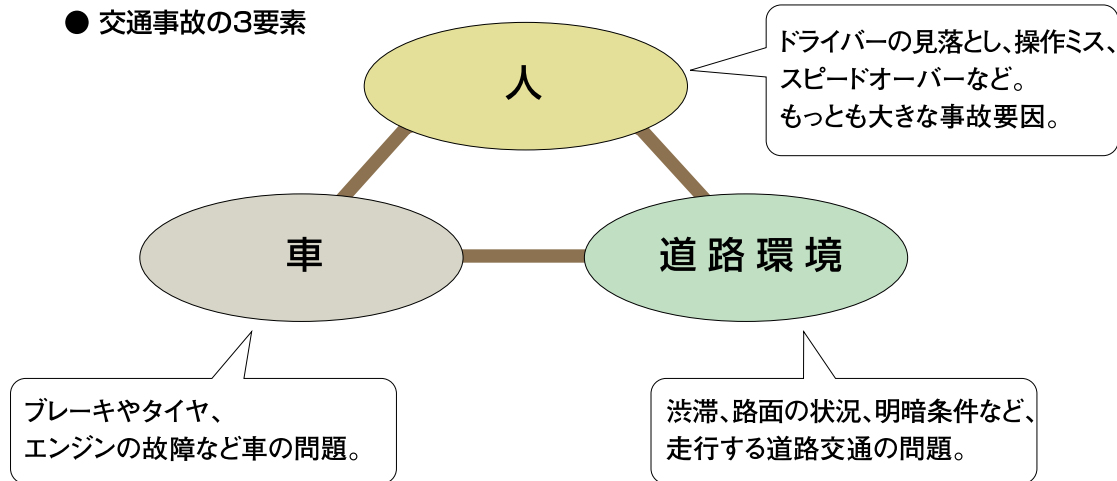 ● 交通事故の3要素
人
ドライバーの見落とし、操作ミス、
スピードオーバーなど。
もっとも大きな事故要因。
車
道路環境
ブレーキやタイヤ、
エンジンの故障など車の問題。
渋滞、路面の状況、明暗条件など、
走行する道路交通の問題。